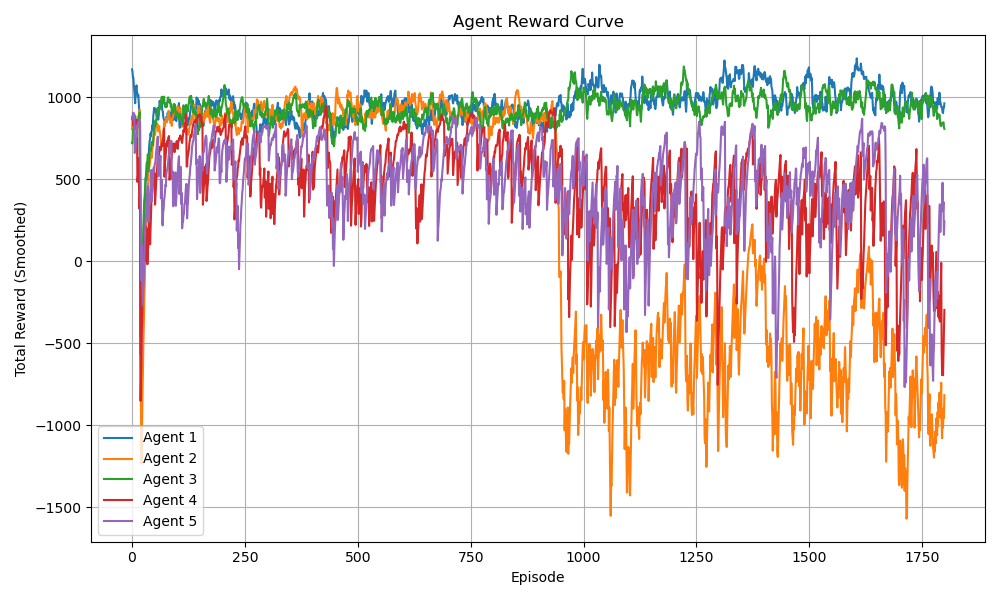 Agent Reward Curve
Total Reward (Smoothed)
1000
500
0
−500
−1000
−1500
Agent 1
Agent 2
Agent 3
Agent 4
Agent 5
0 250 500 750 1000 1250 1500 1750
Episode